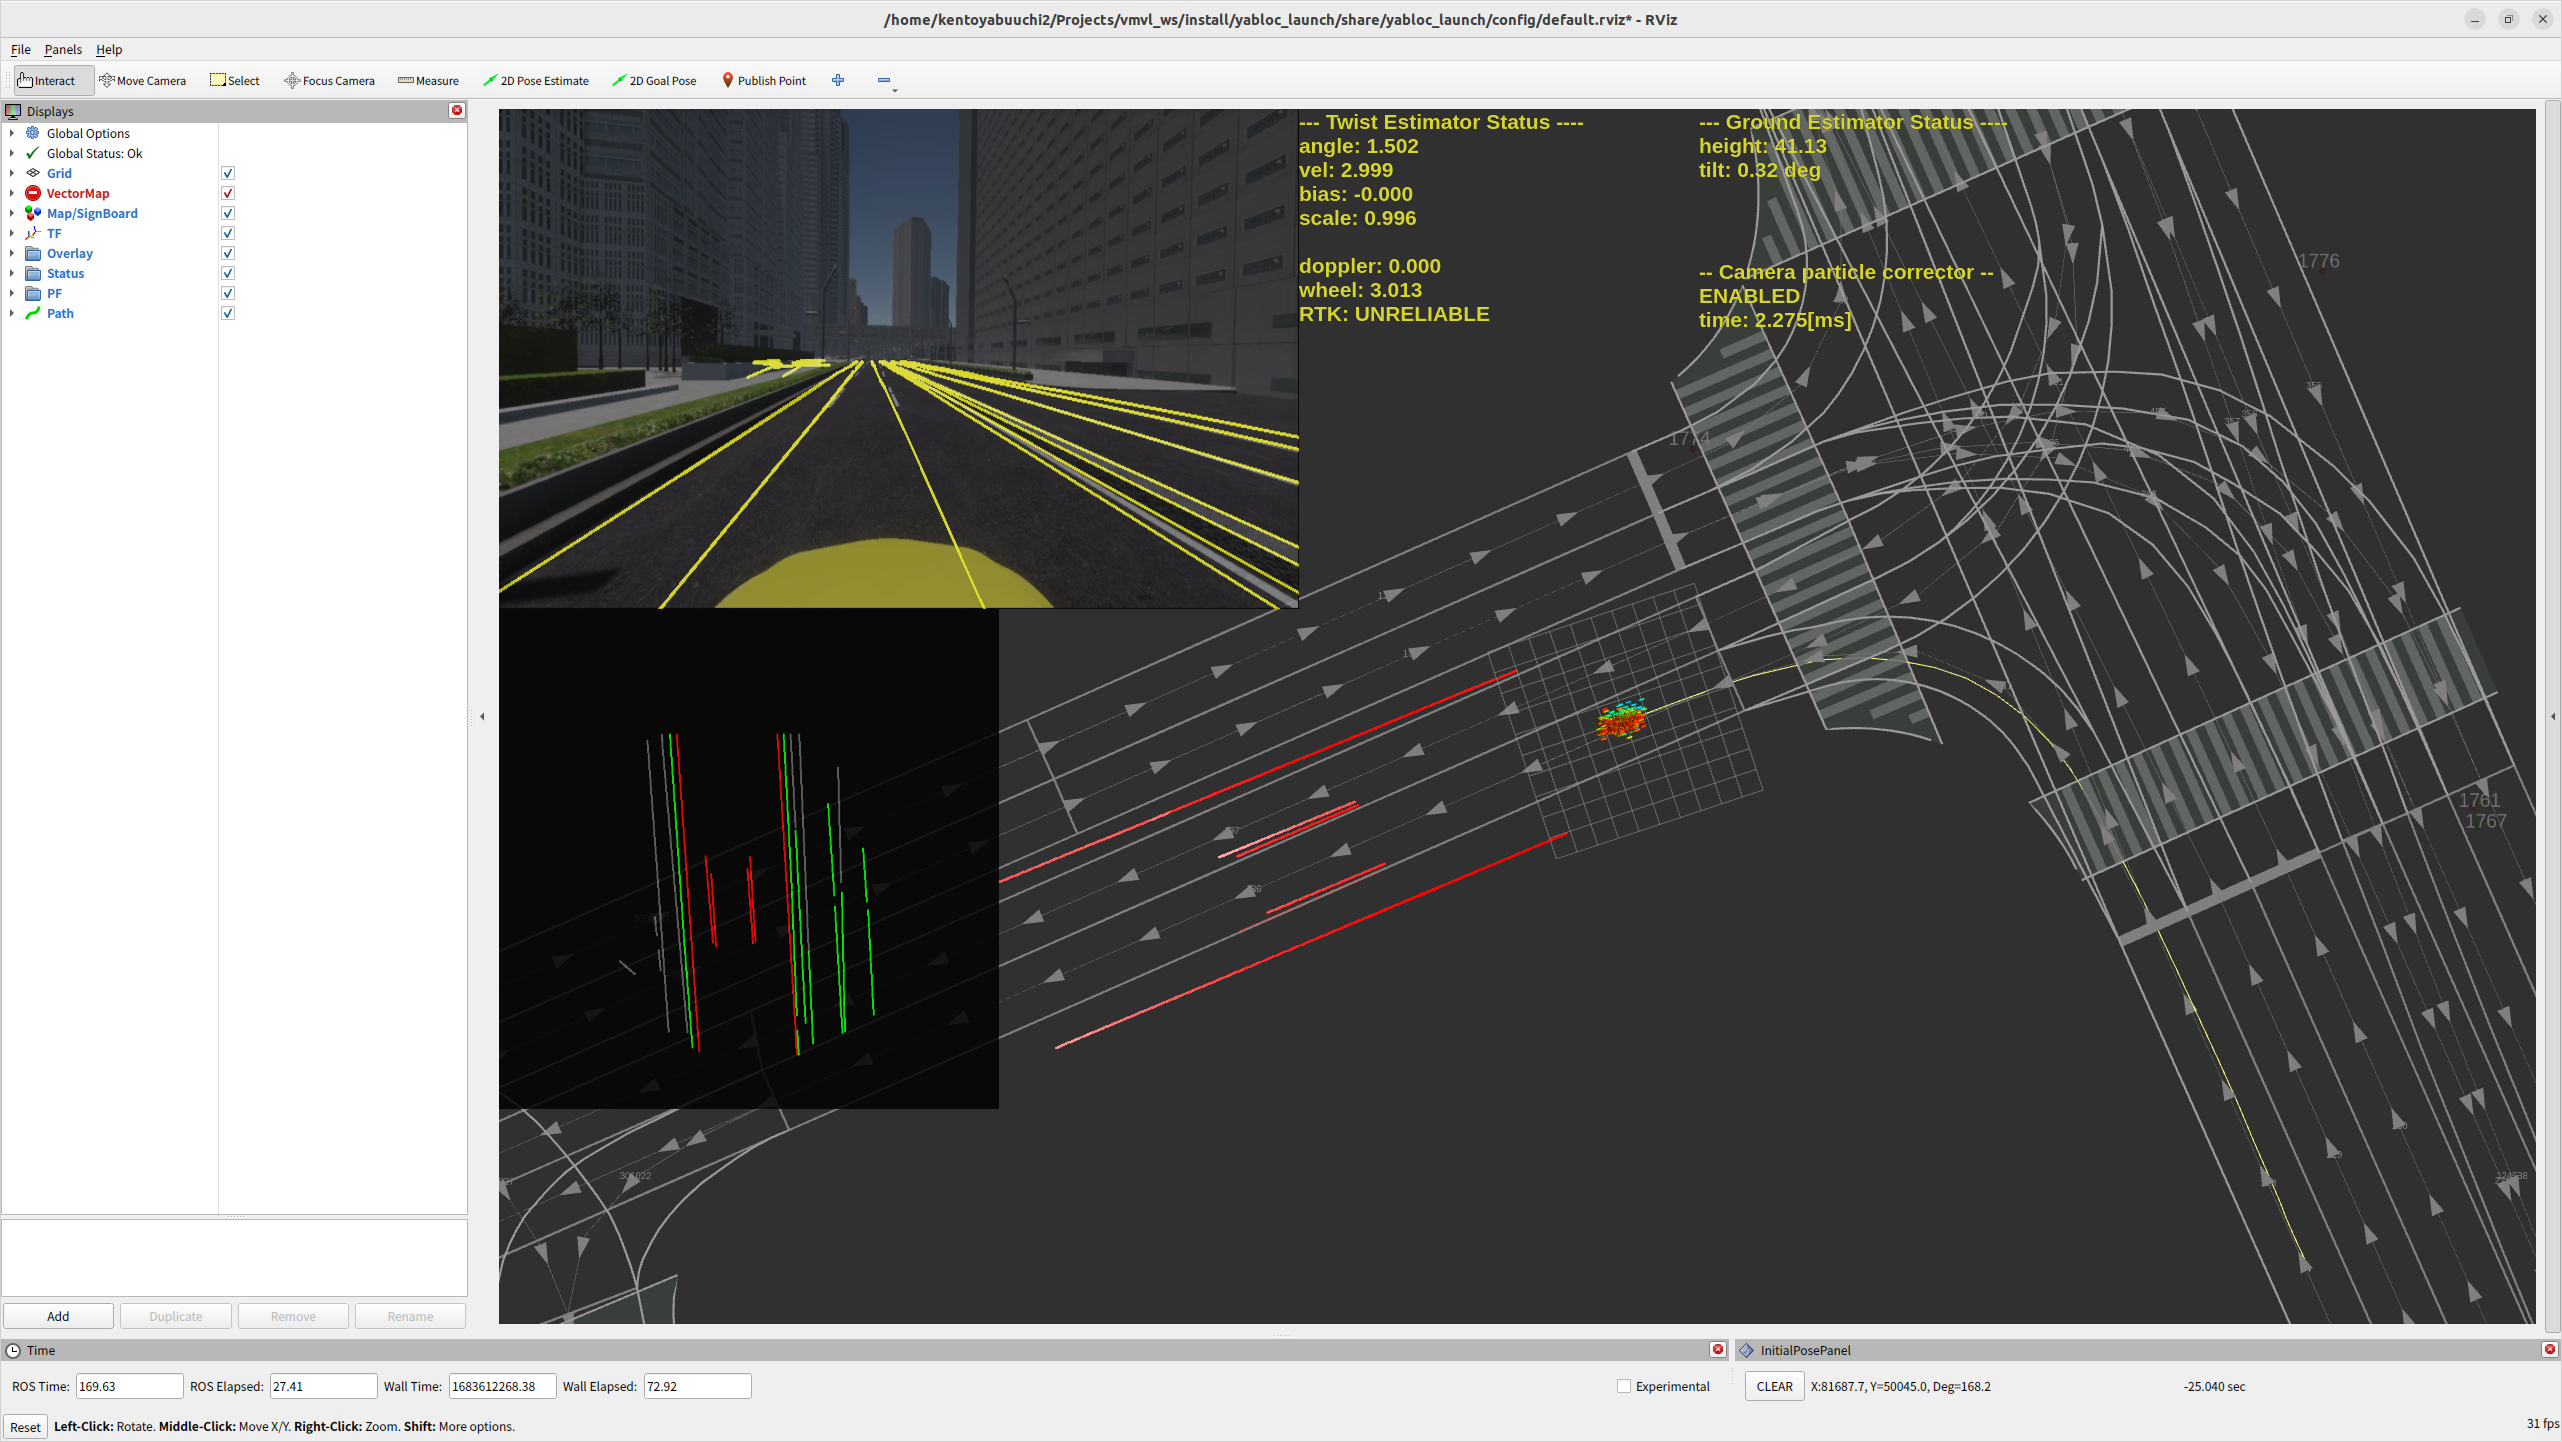 /home/kentoyabuuchi2/Projects/vmvl_ws/install/yabloc_launch/share/yabloc_launch/config/default.rviz* - RViz
File Panels Help
Interact Move Camera Select Focus Camera Measure 2D Pose Estimate 2D Goal Pose Publish Point
Displays
Global Options
Global Status: Ok
Grid
VectorMap
Map/SignBoard
TF
Overlay
Status
PF
Path
--- Twist Estimator Status ----
angle: 1.502
vel: 2.999
bias: -0.000
scale: 0.996
doppler: 0.000
wheel: 3.013
RTK: UNRELIABLE
--- Ground Estimator Status ----
height: 41.13
tilt: 0.32 deg
-- Camera particle corrector --
ENABLED
time: 2.275[ms]
1776
1774
1761
1767
Add Duplicate Remove Rename
Time
ROS Time: 169.63 ROS Elapsed: 27.41 Wall Time: 1683612268.38 Wall Elapsed: 72.92 Experimental
InitialPosePanel
CLEAR X:81687.7, Y=50045.0, Deg=168.2 -25.040 sec
Reset Left-Click: Rotate. Middle-Click: Move X/Y. Right-Click: Zoom. Shift: More options. 31 fps